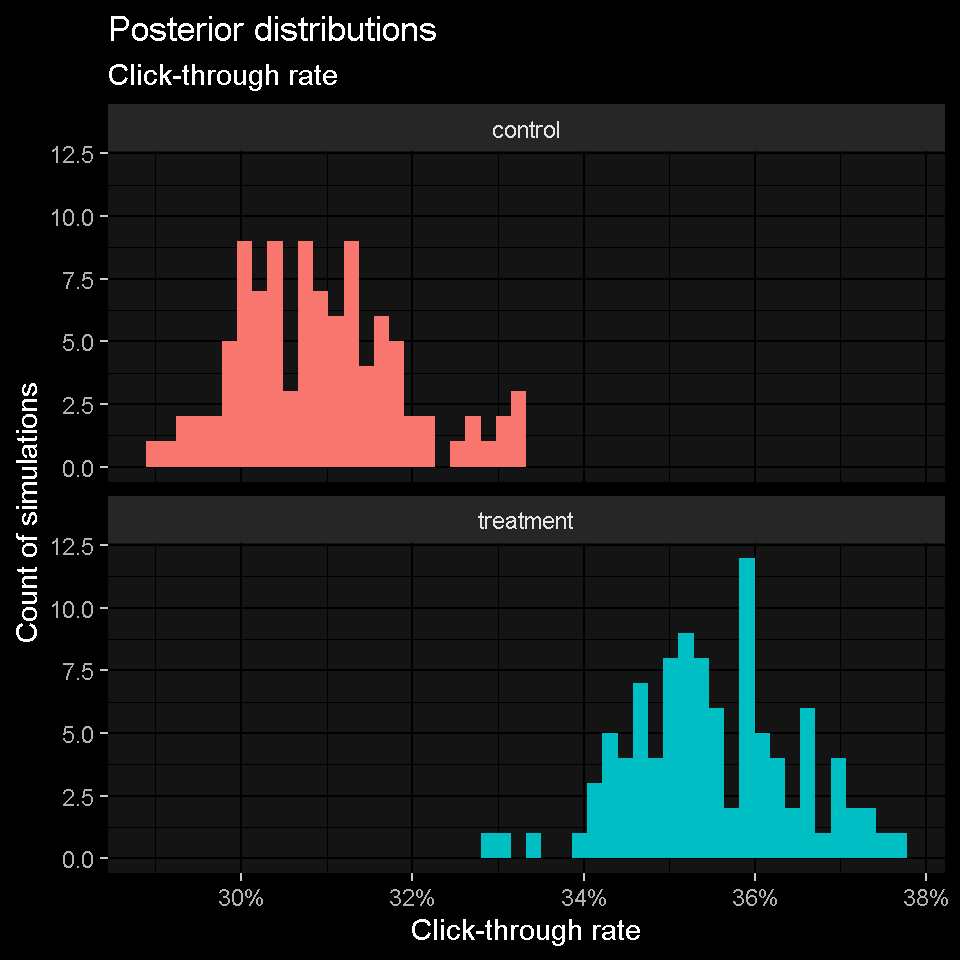 Posterior distributions
Click-through rate
control
12.5
10.0
7.5
5.0
2.5
0.0
treatment
12.5
10.0
7.5
5.0
2.5
0.0
Count of simulations
30% 32% 34% 36% 38%
Click-through rate